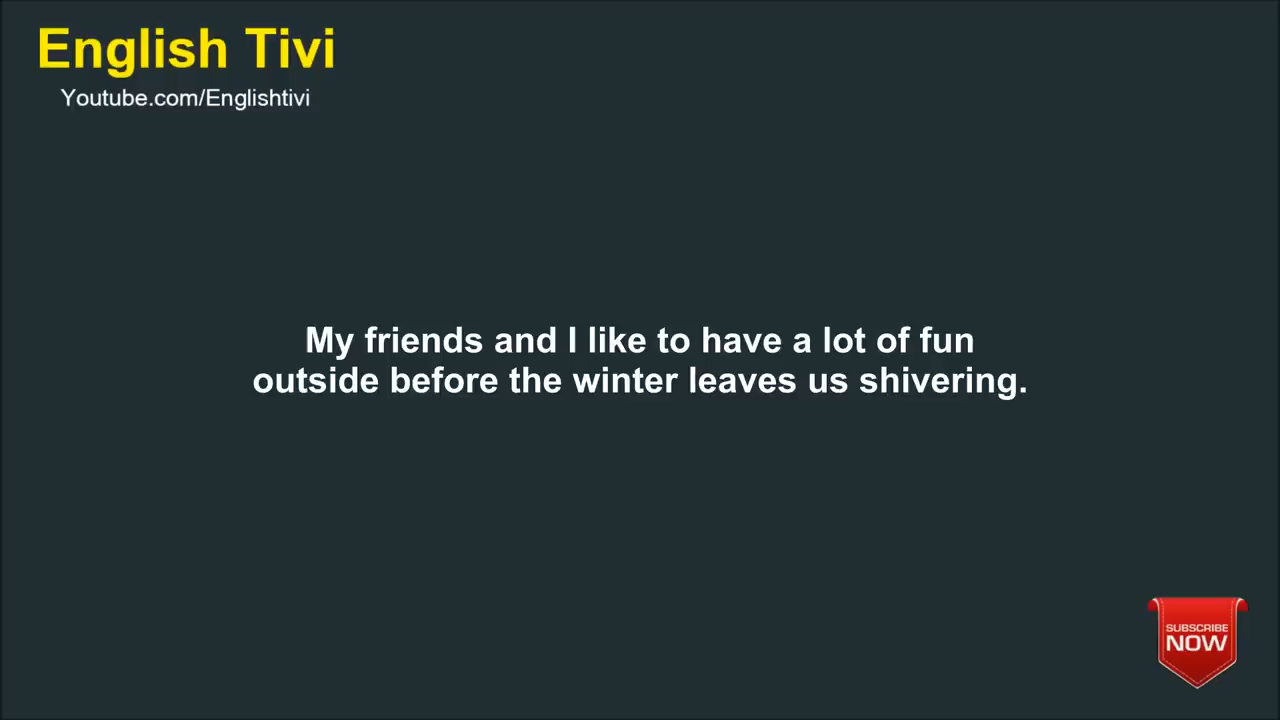 English Tivi
Youtube.com/Englishtivi
My friends and I like to have a lot of fun
outside before the winter leaves us shivering.
SUBSCRIBE
NOW